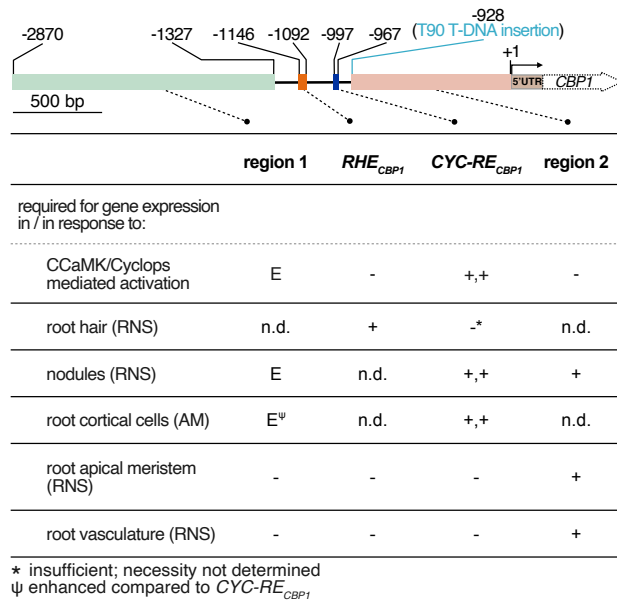 -928
-2870 -1327 -1146 -1092 -997 -967 (T90 T-DNA insertion)
+1
5'UTR CBP1
500 bp
region 1 RHE_CBP1 CYC-RE_CBP1 region 2
required for gene expression
in / in response to:
CCaMK/Cyclops
mediated activation E - +,+ -
root hair (RNS) n.d. + -* n.d.
nodules (RNS) E n.d. +,+ +
root cortical cells (AM) E^ψ n.d. +,+ n.d.
root apical meristem
(RNS) - - - +
root vasculature (RNS) - - - +
* insufficient; necessity not determined
ψ enhanced compared to CYC-RE_CBP1